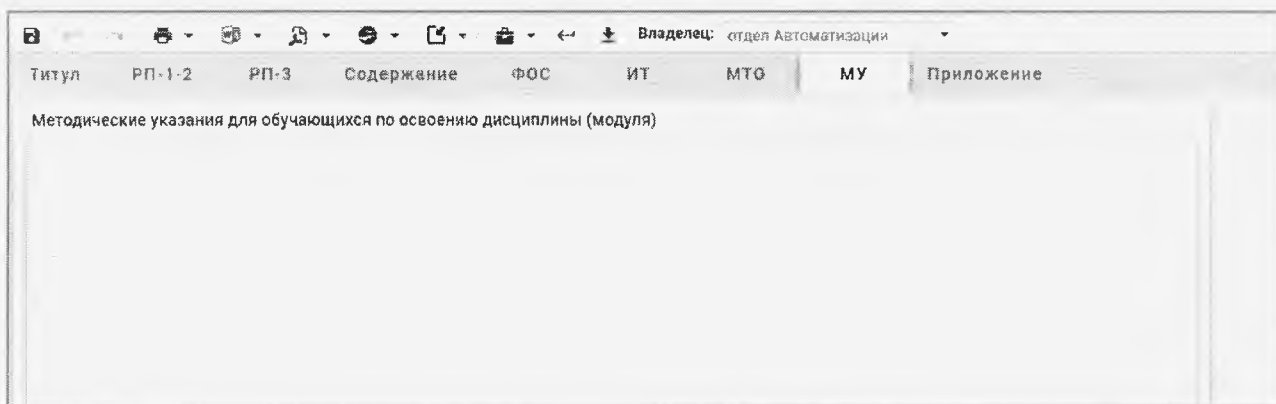 Владелец: отдел Автоматизации
Титул РП-1-2 РП-3 Содержание ФОС ИТ МТО МУ Приложение
Методические указания для обучающихся по освоению дисциплины (модуля)